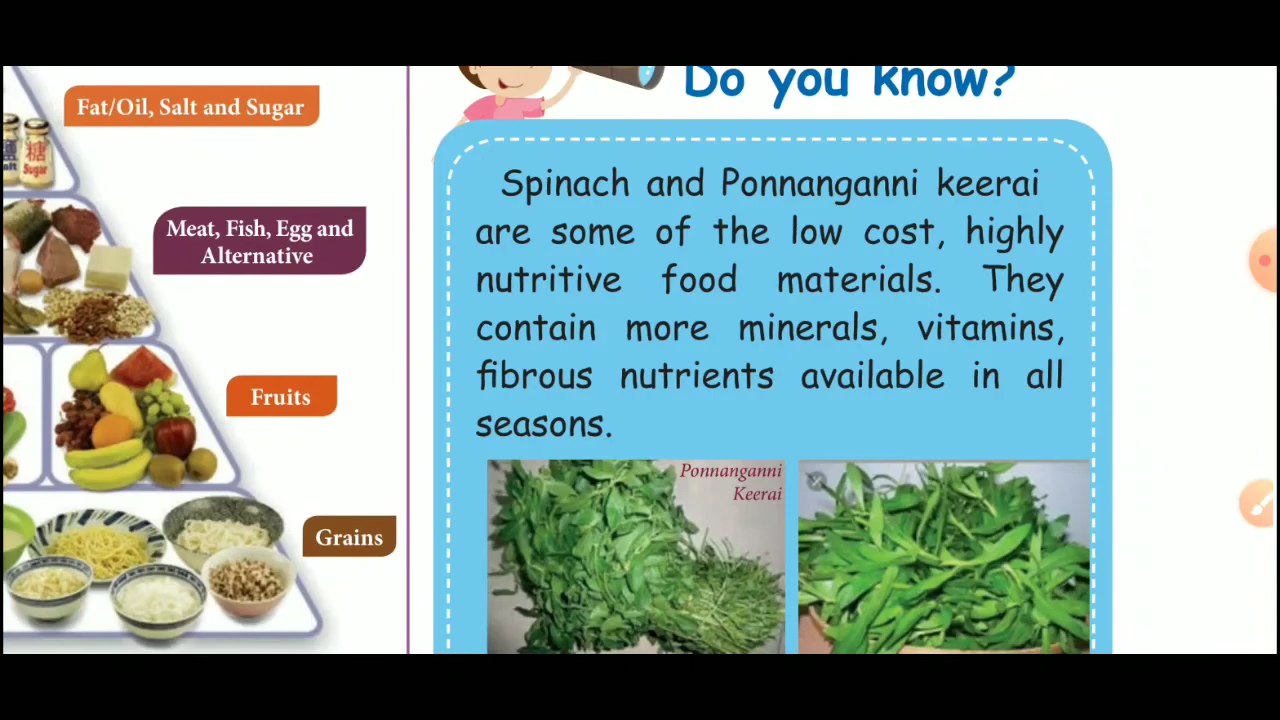 Fat/Oil, Salt and Sugar
糖
Sugar
Meat, Fish, Egg and
Alternative
Fruits
Grains
Do you know?
Spinach and Ponnanganni keerai
are some of the low cost, highly
nutritive food materials. They
contain more minerals, vitamins,
fibrous nutrients available in all
seasons.
Ponnanganni
Keerai